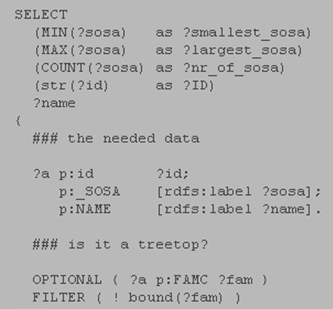 SELECT
(MIN(?sosa) as ?smallest_sosa)
(MAX(?sosa) as ?largest_sosa)
(COUNT(?sosa) as ?nr_of_sosa)
(str(?id) as ?ID)
?name
{
### the needed data
?a p:id ?id;
p:_SOSA [rdfs:label ?sosa];
p:NAME [rdfs:label ?name].
### is it a treetop?
OPTIONAL { ?a p:FAMC ?fam )
FILTER ( ! bound(?fam) )